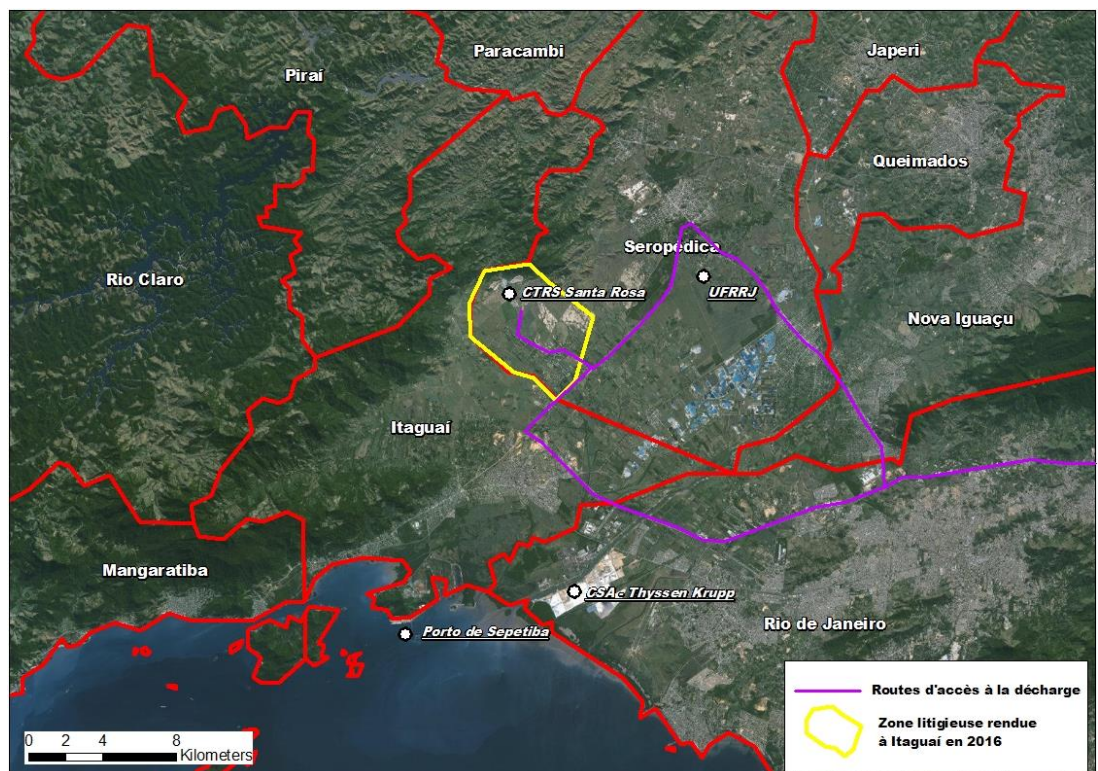 Paracambi
Japeri
Piraí
Queimados
Seropédica
Rio Claro
CTRS Santa Rosa
UFRRJ
Nova Iguaçu
Itaguaí
Mangaratiba
CSA - Thyssen Krupp
Porto de Sepetiba
Rio de Janeiro
Routes d'accès à la décharge
Zone litigieuse rendue
à Itaguaí en 2016
0 2 4 8
Kilometers